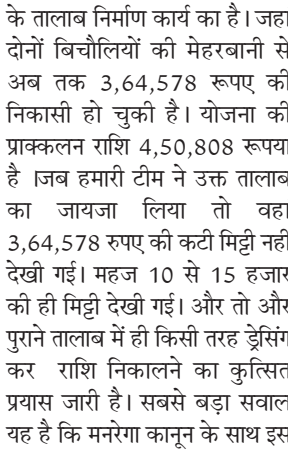 के तालाब निर्माण कार्य का है। जहा
दोनों बिचौलियों की मेहरबानी से
अब तक 3,64,578 रूपए की
निकासी हो चुकी है। योजना की
प्राक्कलन राशि 4,50,808 रूपया
है ।जब हमारी टीम ने उक्त तालाब
का जायजा लिया तो वहा
3,64,578 रुपए की कटी मिट्टी नही
देखी गई। महज 10 से 15 हजार
की ही मिट्टी देखी गई। और तो और
पुराने तालाब में ही किसी तरह ड्रेसिंग
कर राशि निकालने का कुत्सित
प्रयास जारी है। सबसे बड़ा सवाल
यह है कि मनरेगा कानून के साथ इस